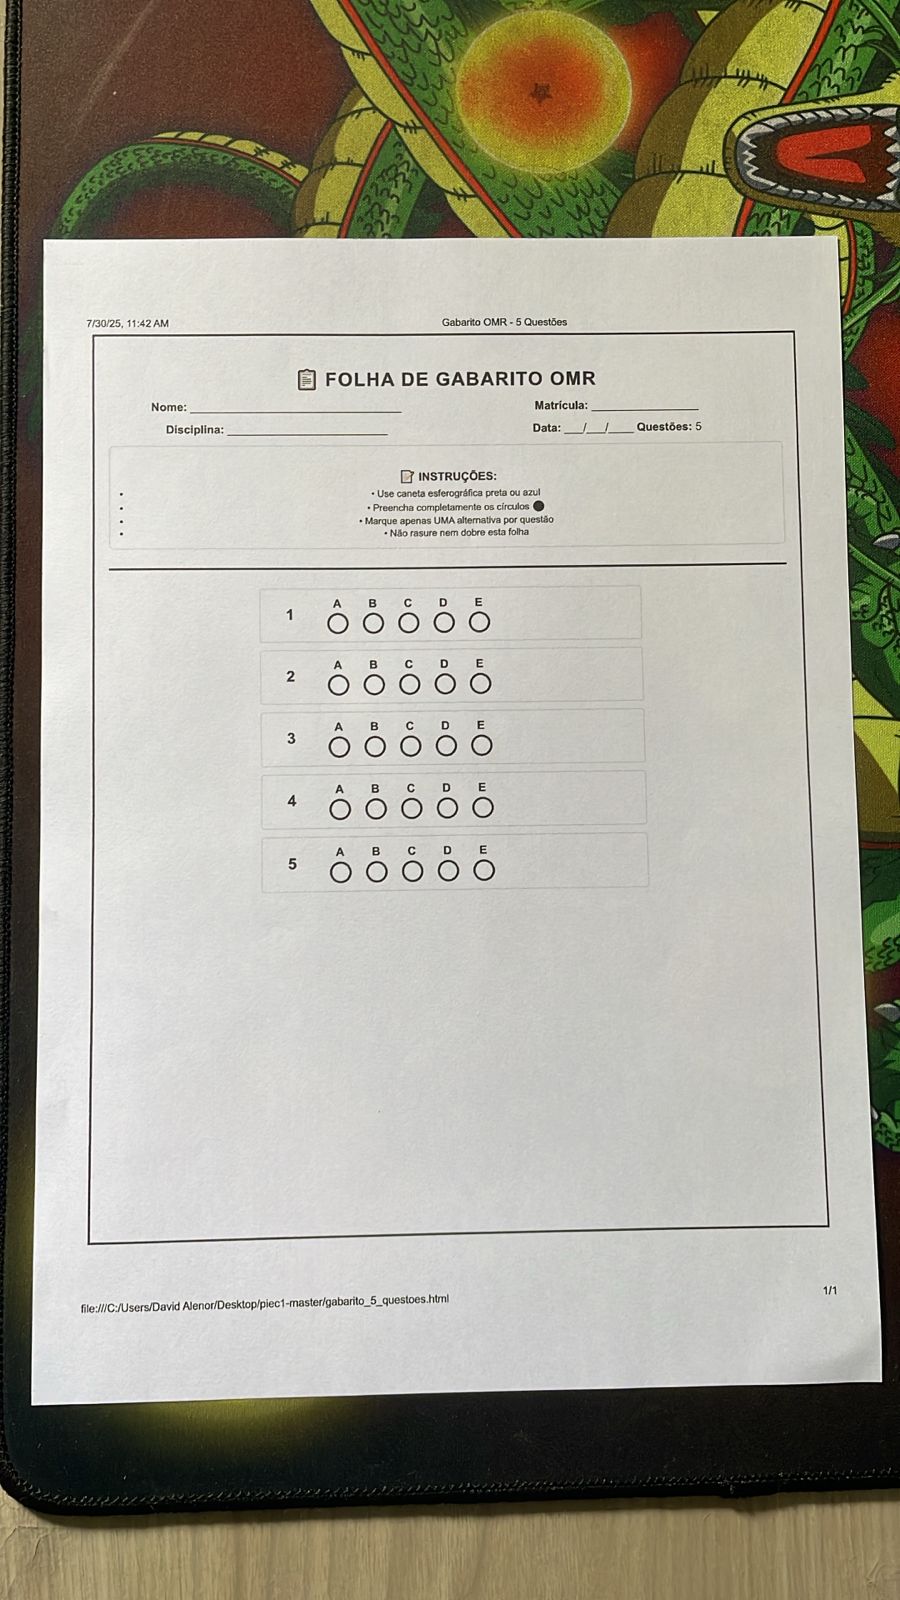 7/30/25, 11:42 AM Gabarito OMR - 5 Questões
FOLHA DE GABARITO OMR
Nome: ____________________ Matrícula: ____________________
Disciplina: ____________________ Data: ___/___/____ Questões: 5
INSTRUÇÕES:
• Use caneta esferográfica preta ou azul
• Preencha completamente os círculos ⬤
• Marque apenas UMA alternativa por questão
• Não rasure nem dobre esta folha
A B C D E
1
A B C D E
2
A B C D E
3
A B C D E
4
A B C D E
5
file:///C:/Users/David Alenor/Desktop/piec1-master/gabarito_5_questoes.html 1/1